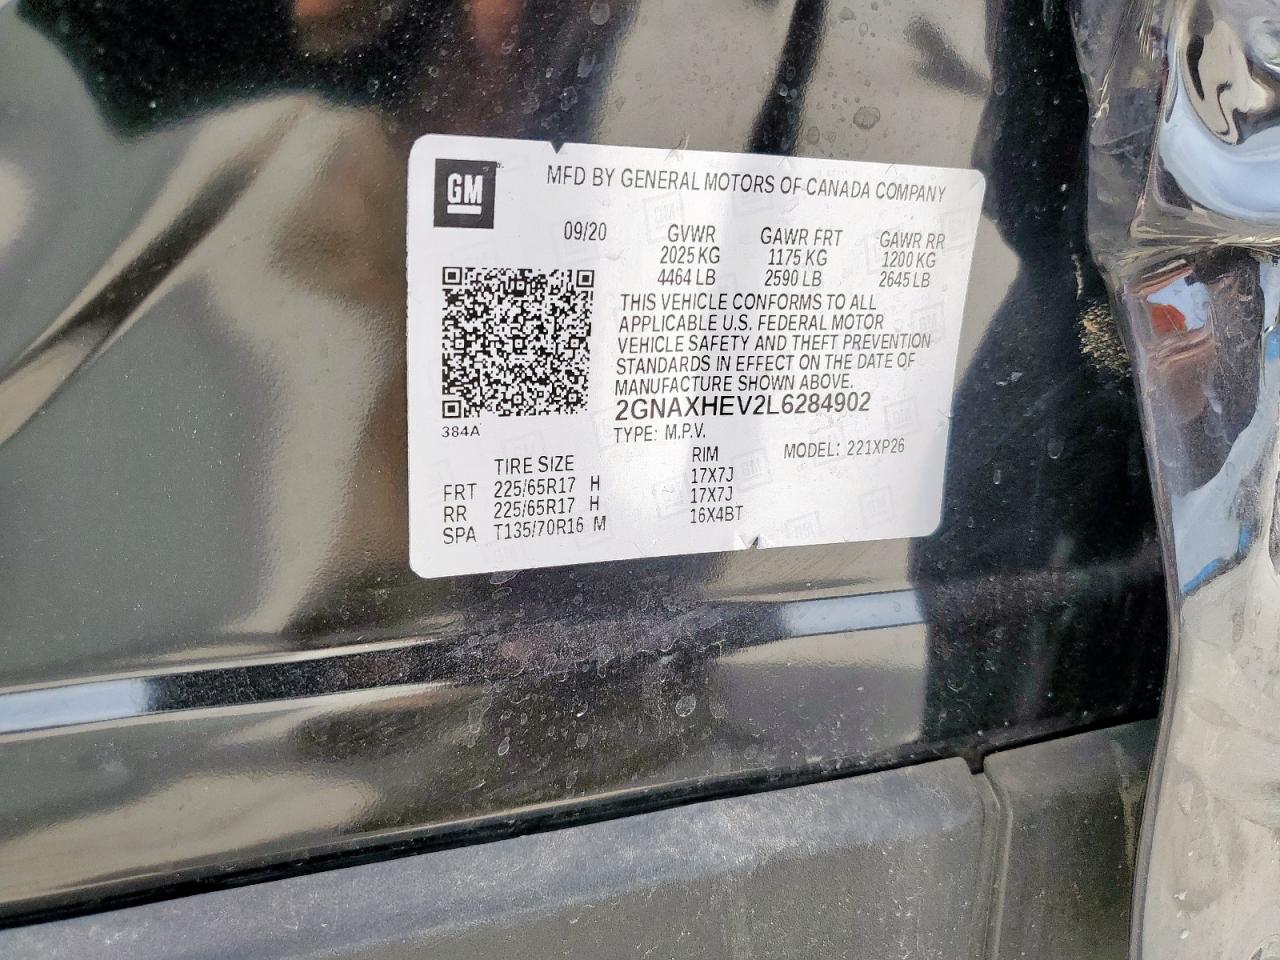 GM
MFD BY GENERAL MOTORS OF CANADA COMPANY
09/20
GVWR GAWR FRT GAWR RR
2025 KG 1175 KG 1200 KG
4464 LB 2590 LB 2645 LB
THIS VEHICLE CONFORMS TO ALL
APPLICABLE U.S. FEDERAL MOTOR
VEHICLE SAFETY AND THEFT PREVENTION
STANDARDS IN EFFECT ON THE DATE OF
MANUFACTURE SHOWN ABOVE.
2GNAXHEV2L6284902
384A
TYPE: M.P.V. MODEL: 221XP26
TIRE SIZE RIM
FRT 225/65R17 H 17X7J
RR 225/65R17 H 17X7J
SPA T135/70R16 M 16X4BT